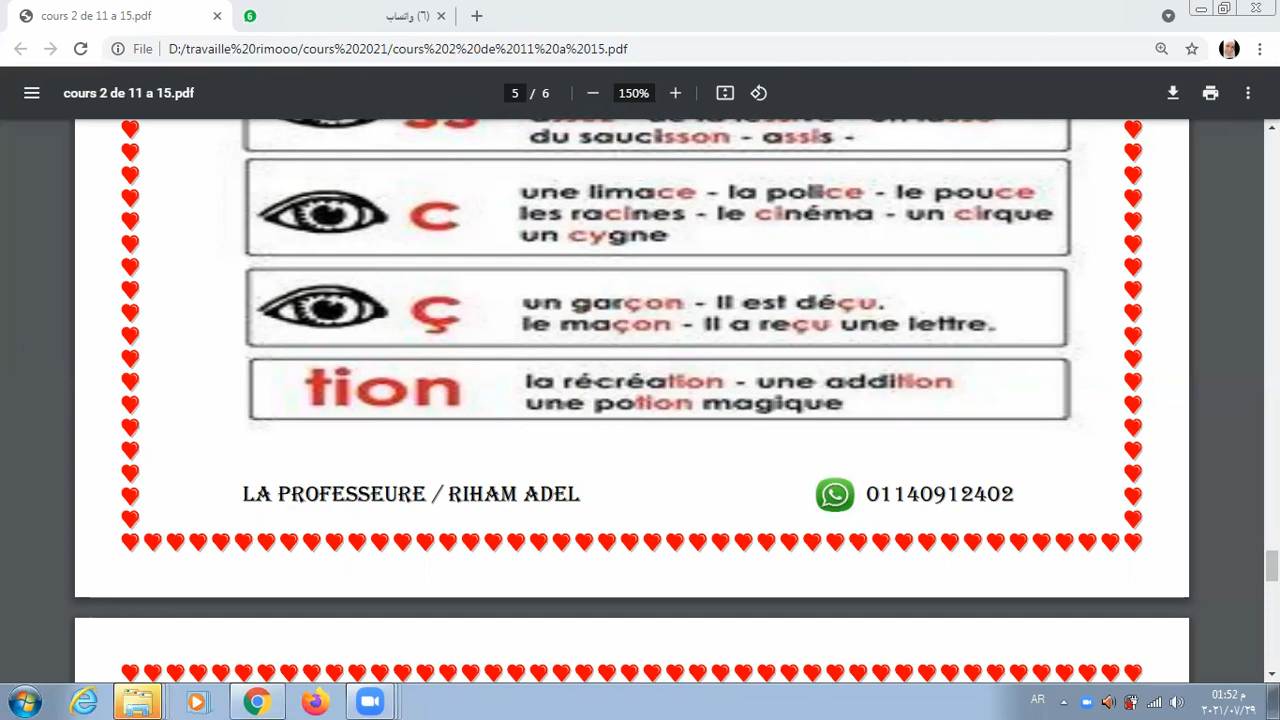 cours 2 de 11 a 15.pdf
6
(٦) واتساب
File
D:/travaille%20rimooo/cours%202021/cours%202%20de%2011%20a%2015.pdf
cours 2 de 11 a 15.pdf
5 / 6
150%
du saucisson - assis -
c
une limace - la police - le pouce
les racines - le cinéma - un cirque
un cygne
ç
un garçon - Il est déçu.
le maçon - Il a reçu une lettre.
tion
la récréation - une addition
une potion magique
LA PROFESSEURE / RIHAM ADEL
01140912402
AR
01:52 م
٢٠٢١/٠٧/٢٩